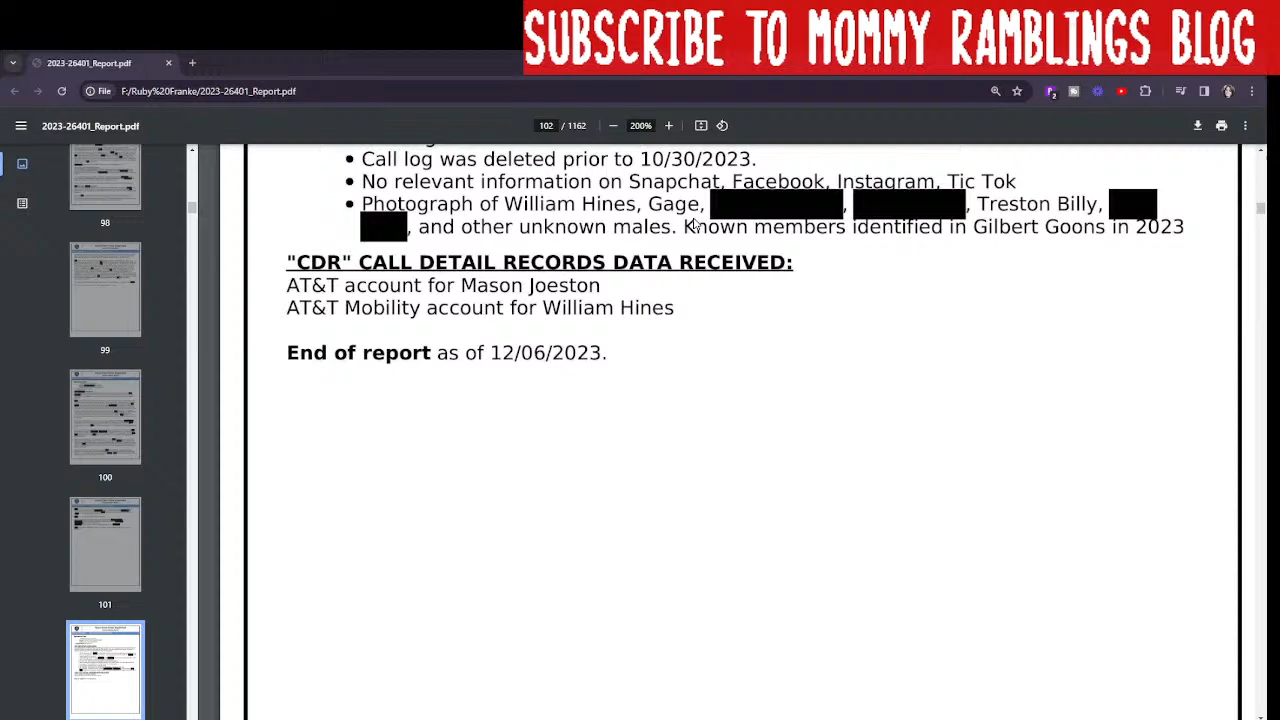 SUBSCRIBE TO MOMMY RAMBLINGS BLOG
2023-26401_Report.pdf
File F:/Ruby%20Franke/2023-26401_Report.pdf
2023-26401_Report.pdf
102 / 1162
200%
• Call log was deleted prior to 10/30/2023.
• No relevant information on Snapchat, Facebook, Instagram, Tic Tok
• Photograph of William Hines, Gage, , , Treston Billy,
, and other unknown males. Known members identified in Gilbert Goons in 2023
"CDR" CALL DETAIL RECORDS DATA RECEIVED:
AT&T account for Mason Joeston
AT&T Mobility account for William Hines
End of report as of 12/06/2023.
98
99
100
101